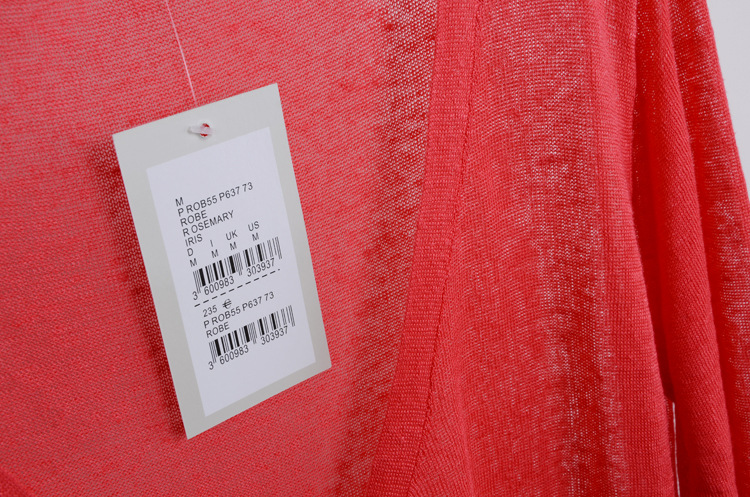 M
P ROB55 P637 73
ROBE
R OSEMARY
IRIS
D I UK US
M M M M
3 600983 303937
235 €
P ROB55 P637 73
ROBE
3 600983 303937